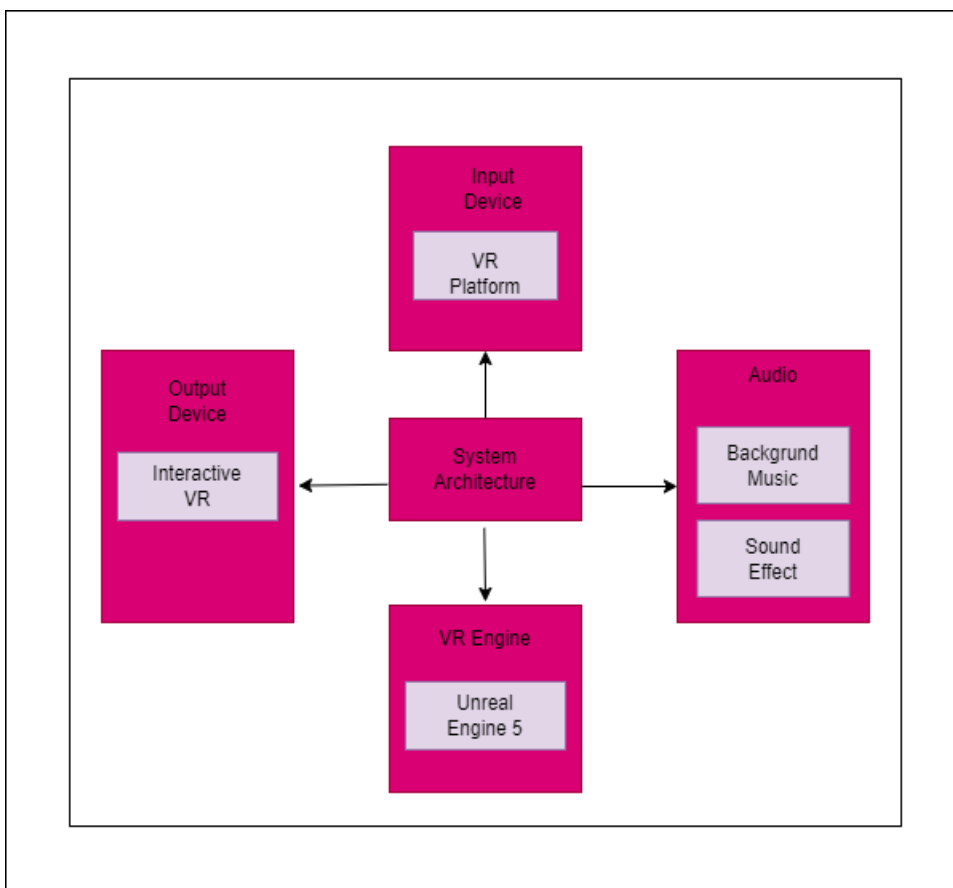 Input
Device
VR
Platform
Output
Device
Interactive
VR
System
Architecture
Audio
Backgrund
Music
Sound
Effect
VR Engine
Unreal
Engine 5